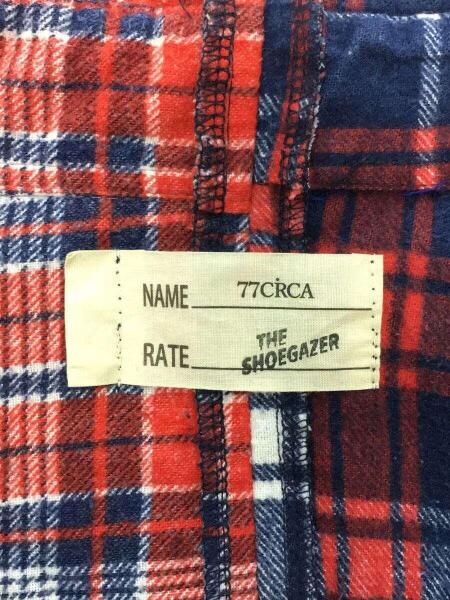 NAME 77CIRCA
RATE THE
SHOEGAZER